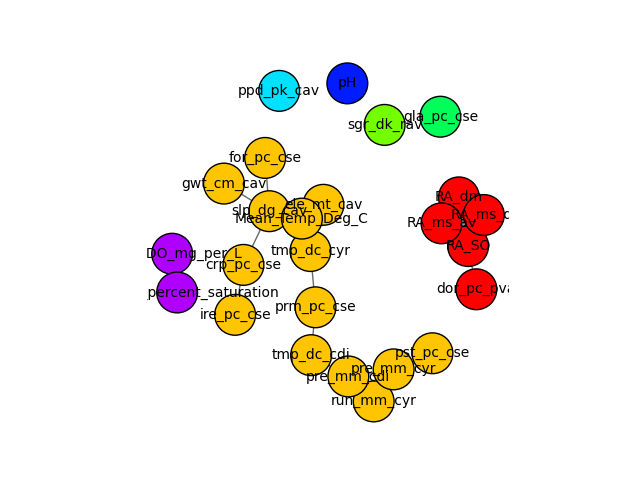 ppd_pk_cav
pH
sgr_dk_rav
gla_pc_cse
for_pc_cse
gwt_cm_cav
slp_dg_cav
ele_mt_cav
Mean_Temp_Deg_C
RA_dm
RA_ms_av
RA_SO
tmp_dc_cyr
DO_mg_per_L
crp_pc_cse
percent_saturation
dor_pc_pva
prm_pc_cse
ire_pc_cse
tmp_dc_cdi
pst_pc_cse
pre_mm_cyr
pre_mm_cdi
run_mm_cyr